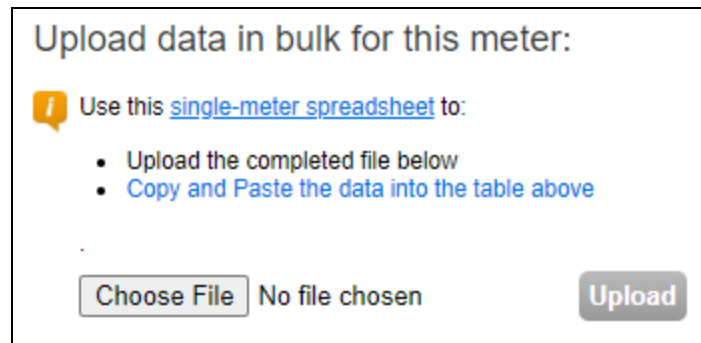 Upload data in bulk for this meter:
i
Use this single-meter spreadsheet to:
• Upload the completed file below
• Copy and Paste the data into the table above
.
Choose File No file chosen Upload